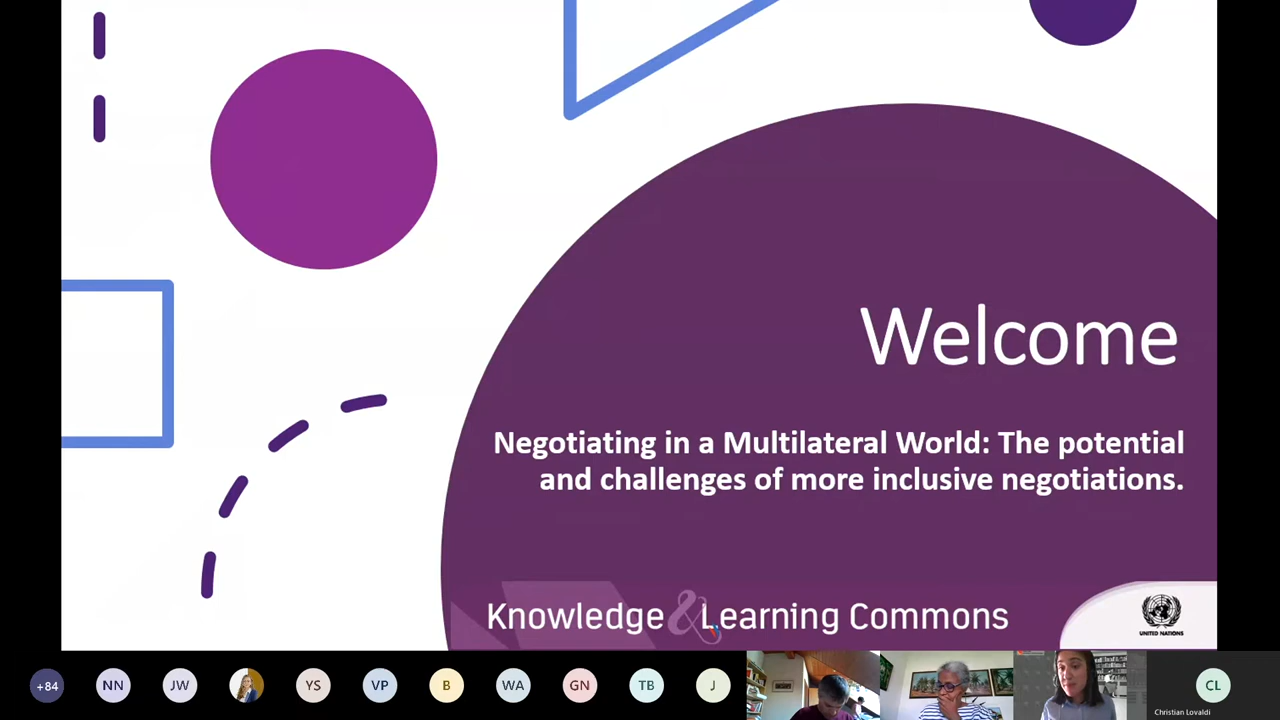 Welcome
Negotiating in a Multilateral World: The potential
and challenges of more inclusive negotiations.
Knowledge & Learning Commons
UNITED NATIONS
+84
NN
JW
YS
VP
B
WA
GN
TB
J
CL
Christian Lovaldi